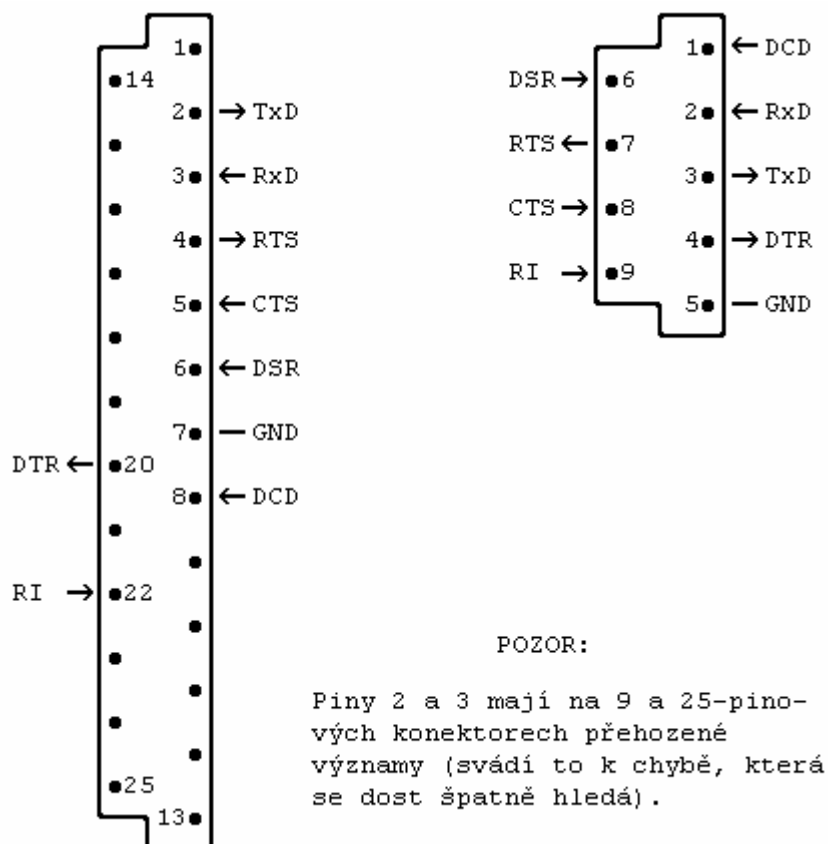 1 TxD
14
2 → TxD
3 ← RxD
4 → RTS
5 ← CTS
6 ← DSR
7 — GND
DTR ← 20
8 ← DCD
RI → 22
25
13
1 ← DCD
DSR → 6
2 ← RxD
RTS ← 7
3 → TxD
CTS → 8
4 → DTR
RI → 9
5 — GND
POZOR:
Piny 2 a 3 mají na 9 a 25-pino-
vých konektorech přehozené
významy (svádí to k chybě, která
se dost špatně hledá).